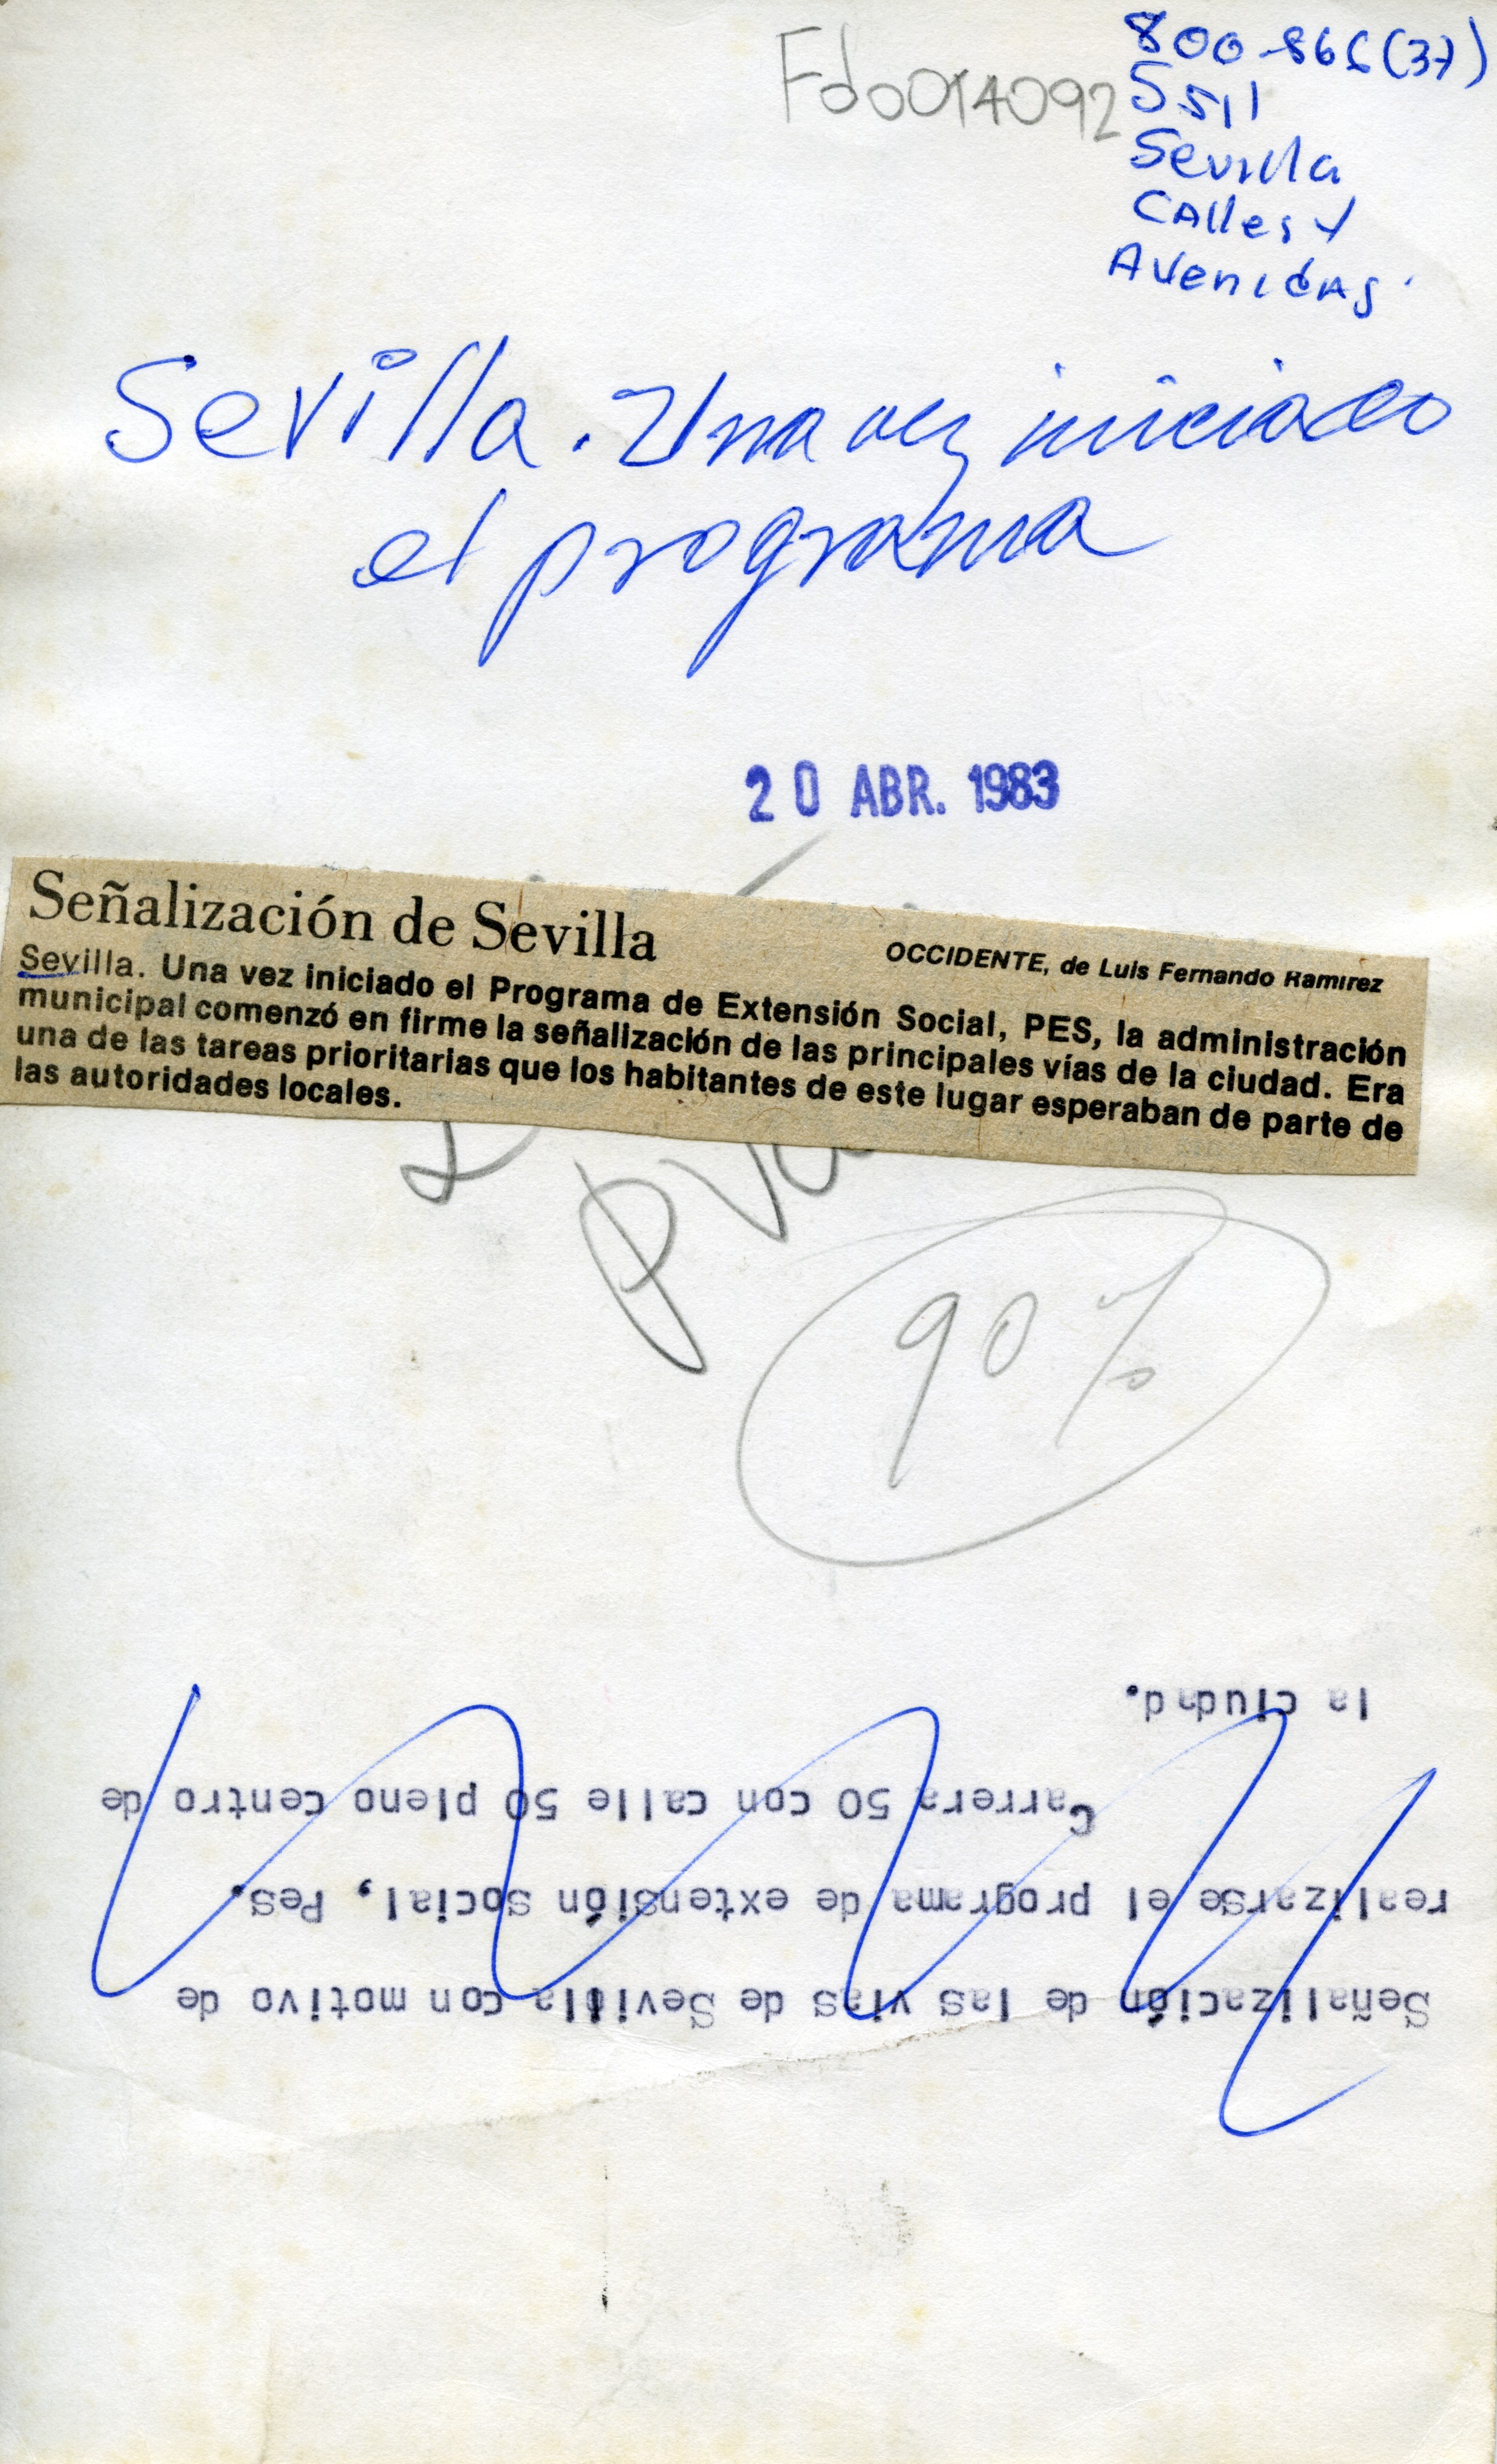 Fdo014092
800-866(37)
S511
Sevilla
CAlles y
AvenidAs
Sevilla. Una vez iniciado
el programa
20 ABR. 1983
Señalización de Sevilla
OCCIDENTE, de Luis Fernando Ramírez
Sevilla. Una vez iniciado el Programa de Extensión Social, PES, la administración
municipal comenzó en firme la señalización de las principales vías de la ciudad. Era
una de las tareas prioritarias que los habitantes de este lugar esperaban de parte de
las autoridades locales.
90%
Señalización de las vías de Sevilla con motivo de
realizarse el programa de extensión social, Pes.
Carrera 50 con calle 50 pleno centro de
la ciudad.